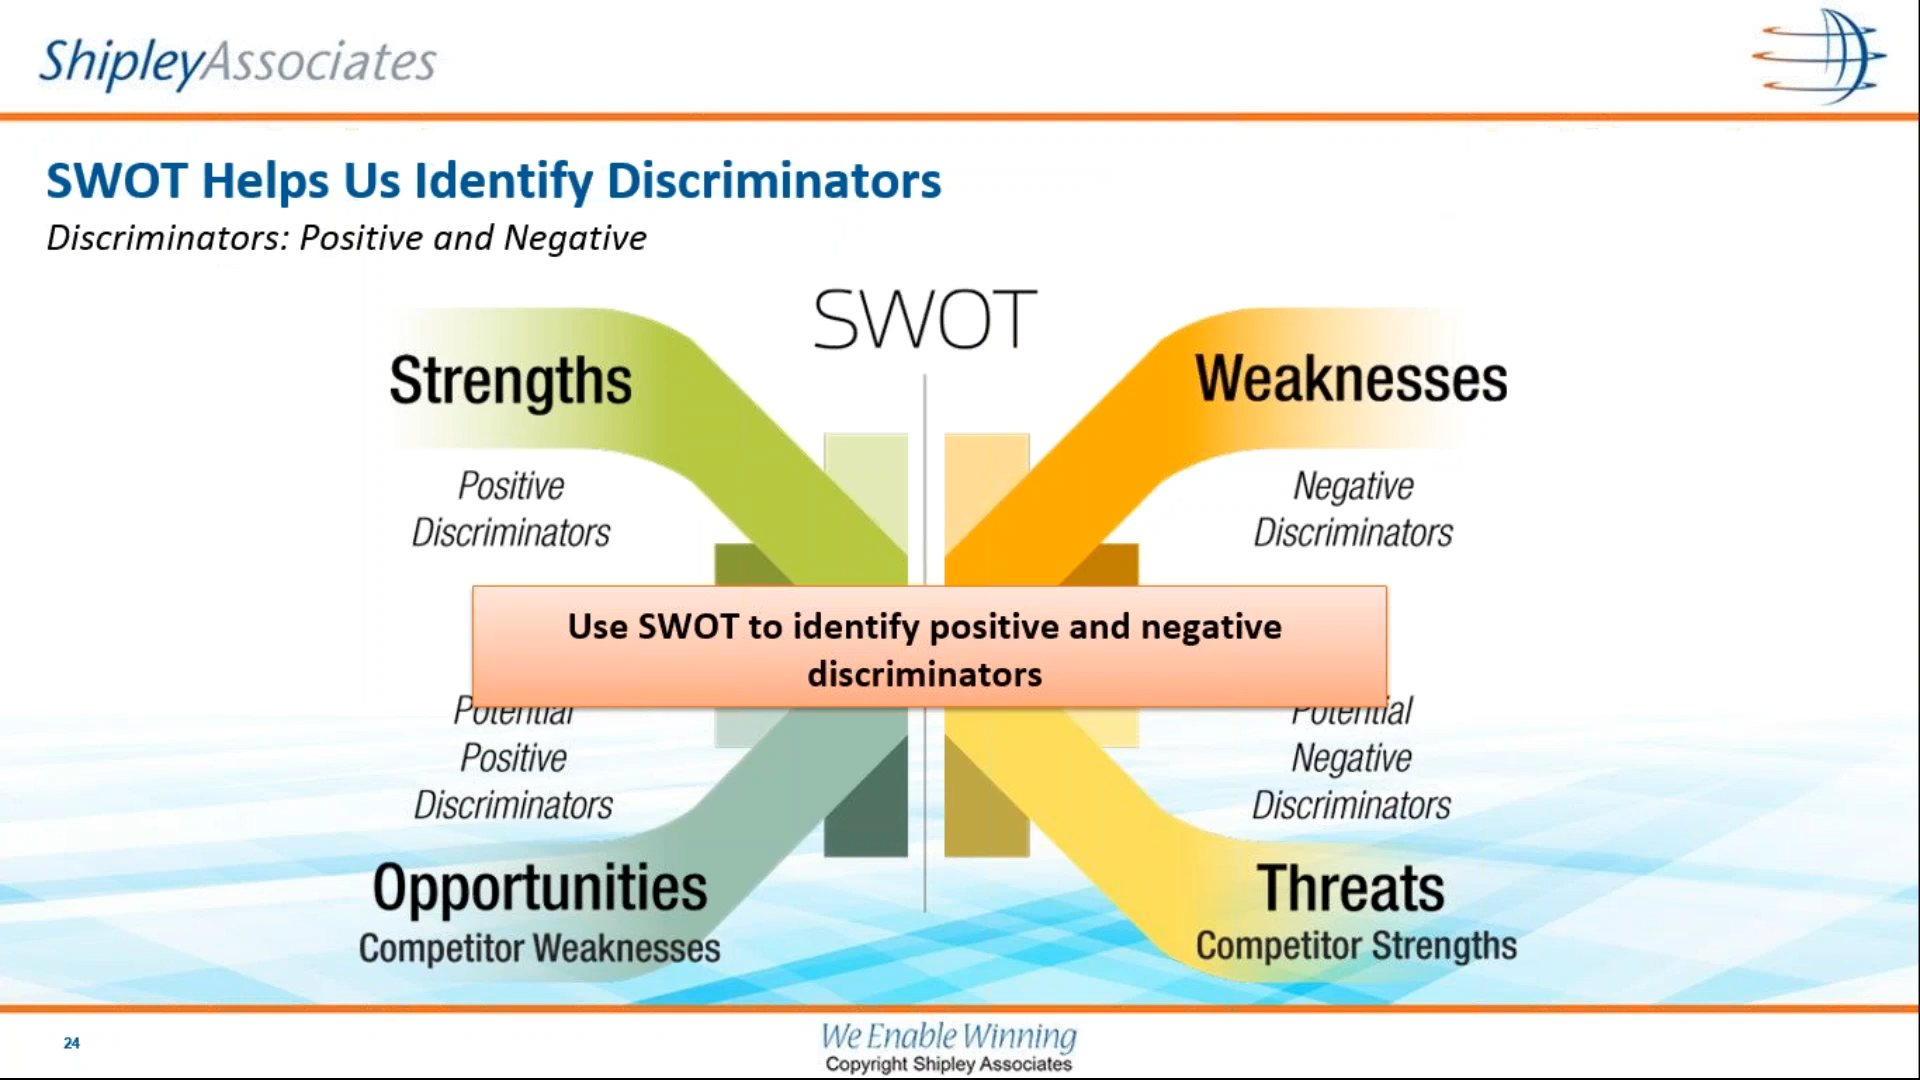 ShipleyAssociates
SWOT Helps Us Identify Discriminators
Discriminators: Positive and Negative
SWOT
Strengths
Weaknesses
Positive
Discriminators
Negative
Discriminators
Use SWOT to identify positive and negative
discriminators
Potential
Positive
Discriminators
Potential
Negative
Discriminators
Opportunities
Competitor Weaknesses
Threats
Competitor Strengths
24
We Enable Winning
Copyright Shipley Associates